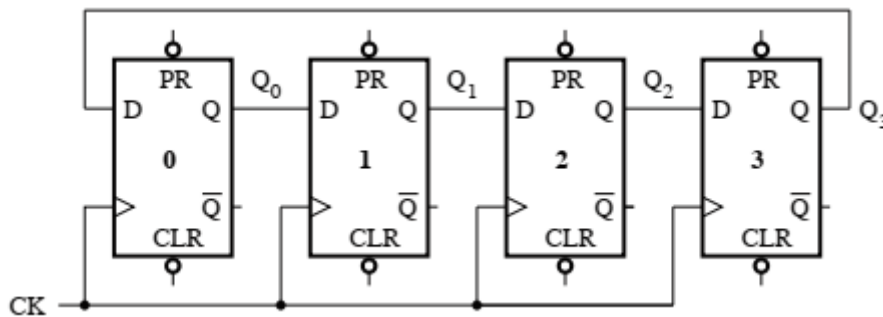 PR PR PR PR
Q0 Q1 Q2
D Q D Q D Q D Q
Q3
0 1 2 3
Q̅ Q̅ Q̅ Q̅
CLR CLR CLR CLR
CK